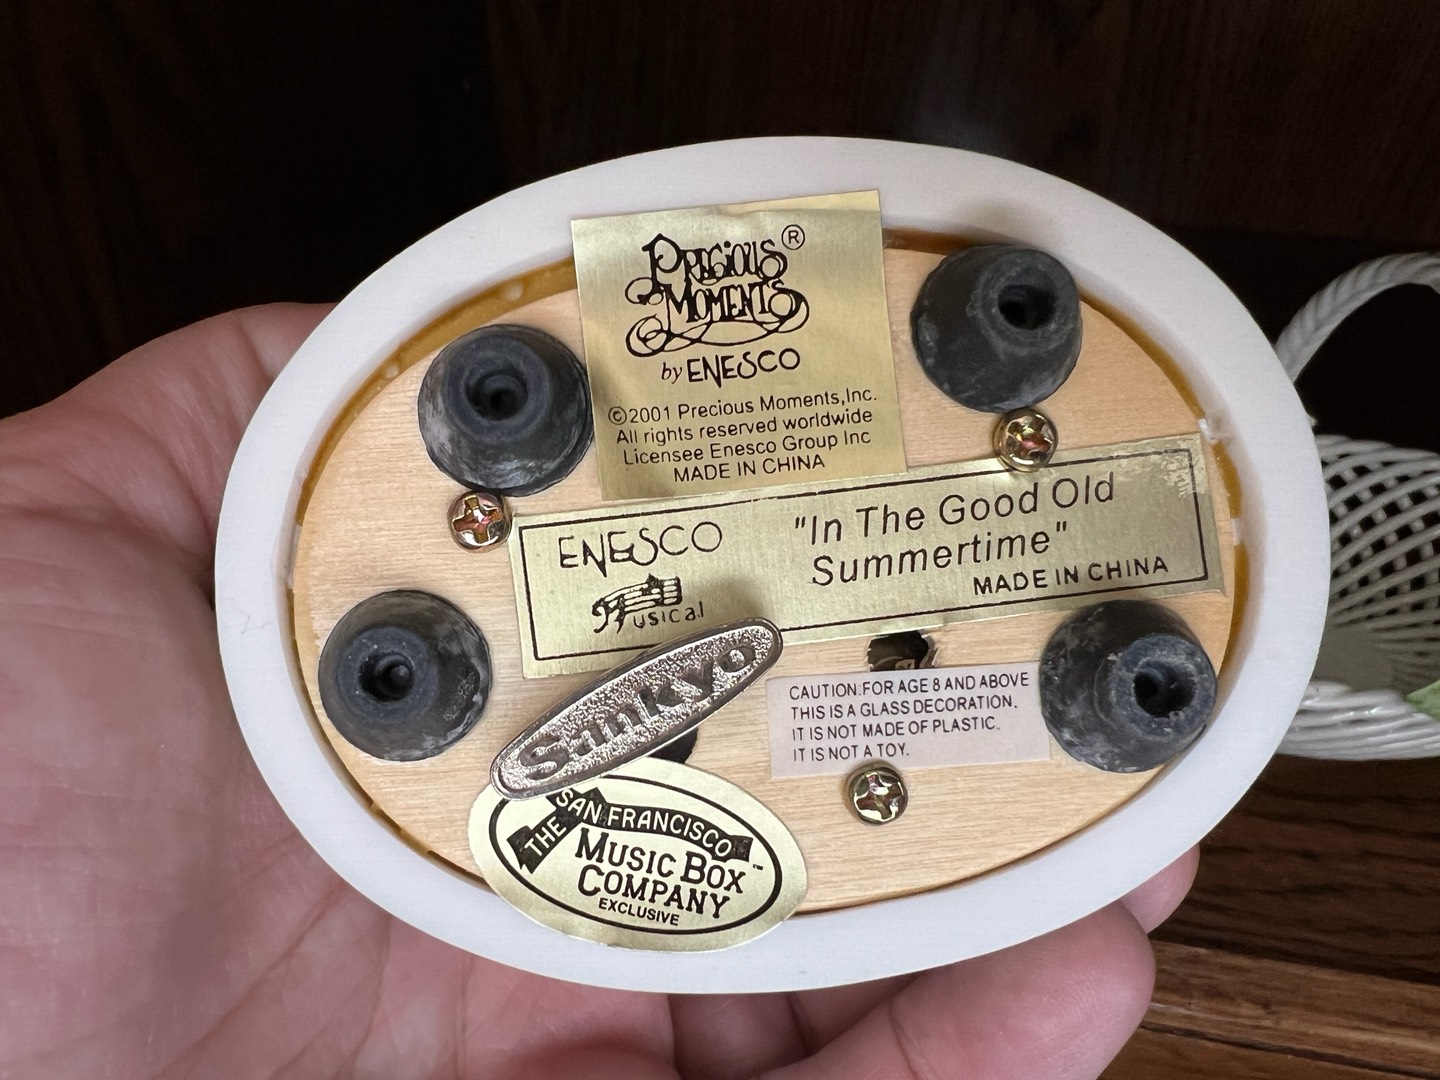 PRECIOUS ®
MOMENTS
by ENESCO
©2001 Precious Moments,Inc.
All rights reserved worldwide
Licensee Enesco Group Inc
MADE IN CHINA
ENESCO
Musical
"In The Good Old
Summertime"
MADE IN CHINA
Sankyo
CAUTION:FOR AGE 8 AND ABOVE
THIS IS A GLASS DECORATION.
IT IS NOT MADE OF PLASTIC.
IT IS NOT A TOY.
THE SAN FRANCISCO
MUSIC BOX ™
COMPANY
EXCLUSIVE